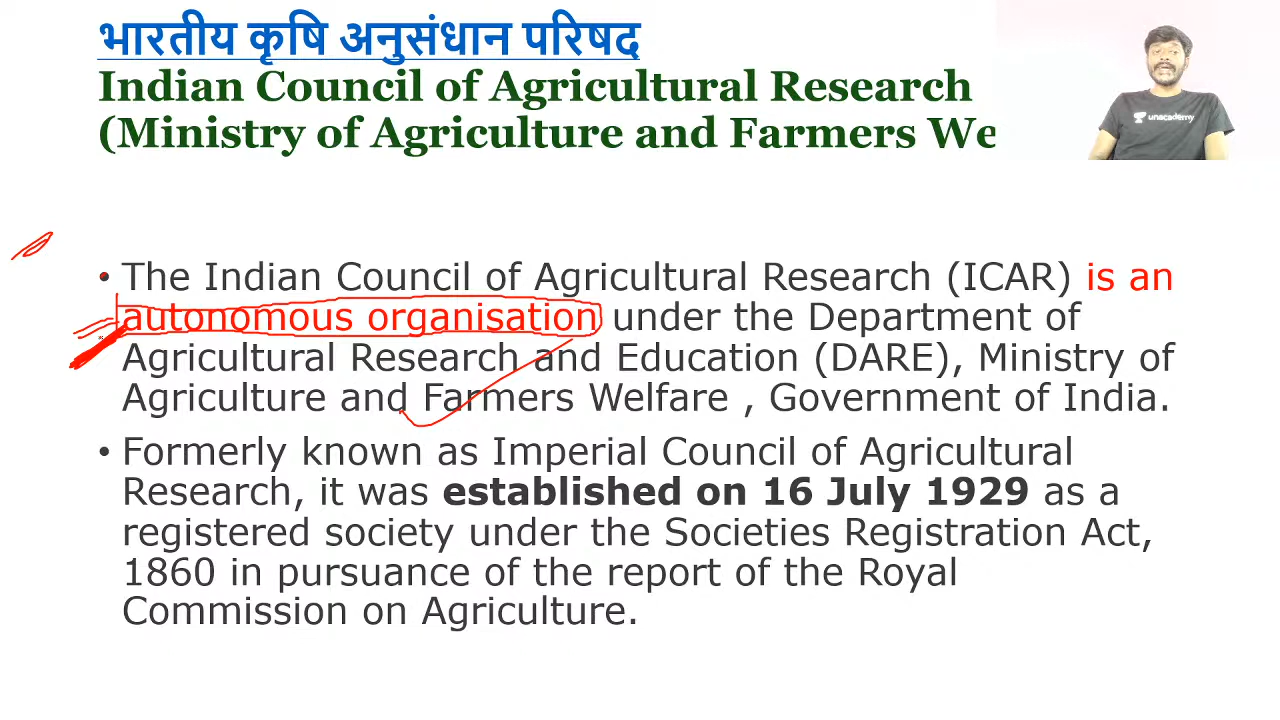 भारतीय कृषि अनुसंधान परिषद
Indian Council of Agricultural Research
(Ministry of Agriculture and Farmers We
unacademy
• The Indian Council of Agricultural Research (ICAR) is an
autonomous organisation under the Department of
Agricultural Research and Education (DARE), Ministry of
Agriculture and Farmers Welfare , Government of India.
• Formerly known as Imperial Council of Agricultural
Research, it was established on 16 July 1929 as a
registered society under the Societies Registration Act,
1860 in pursuance of the report of the Royal
Commission on Agriculture.